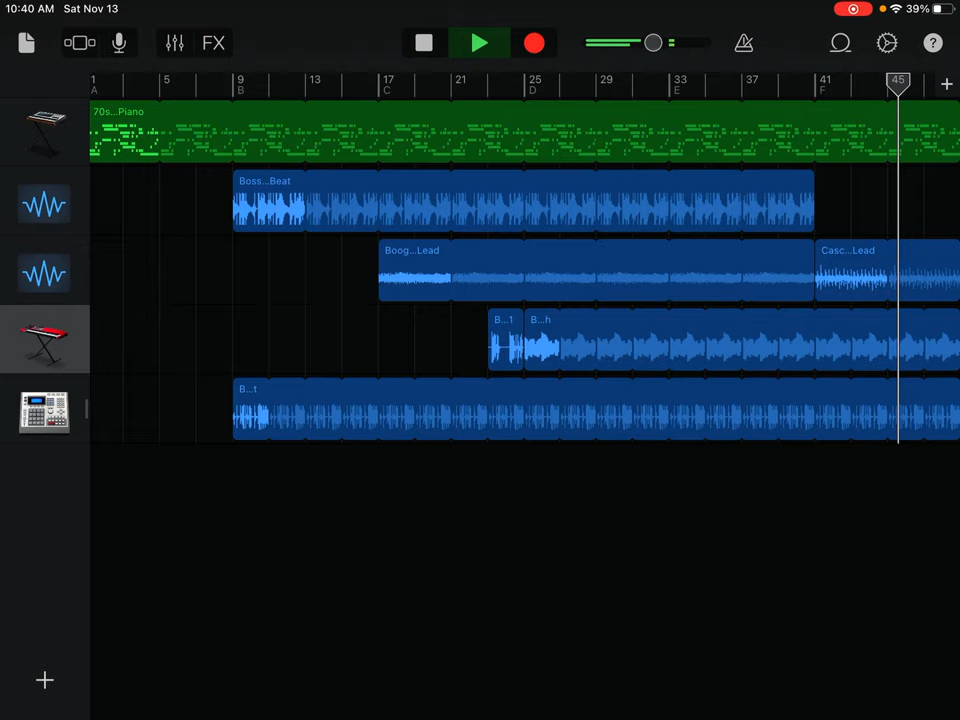 10:40 AM Sat Nov 13 39%
FX ?
1 5 9 13 17 21 25 29 33 37 41 45
A B C D E F
70s...Piano
Boss...Beat
Boog...Lead Casc...Lead
B...1 B...h
B...t